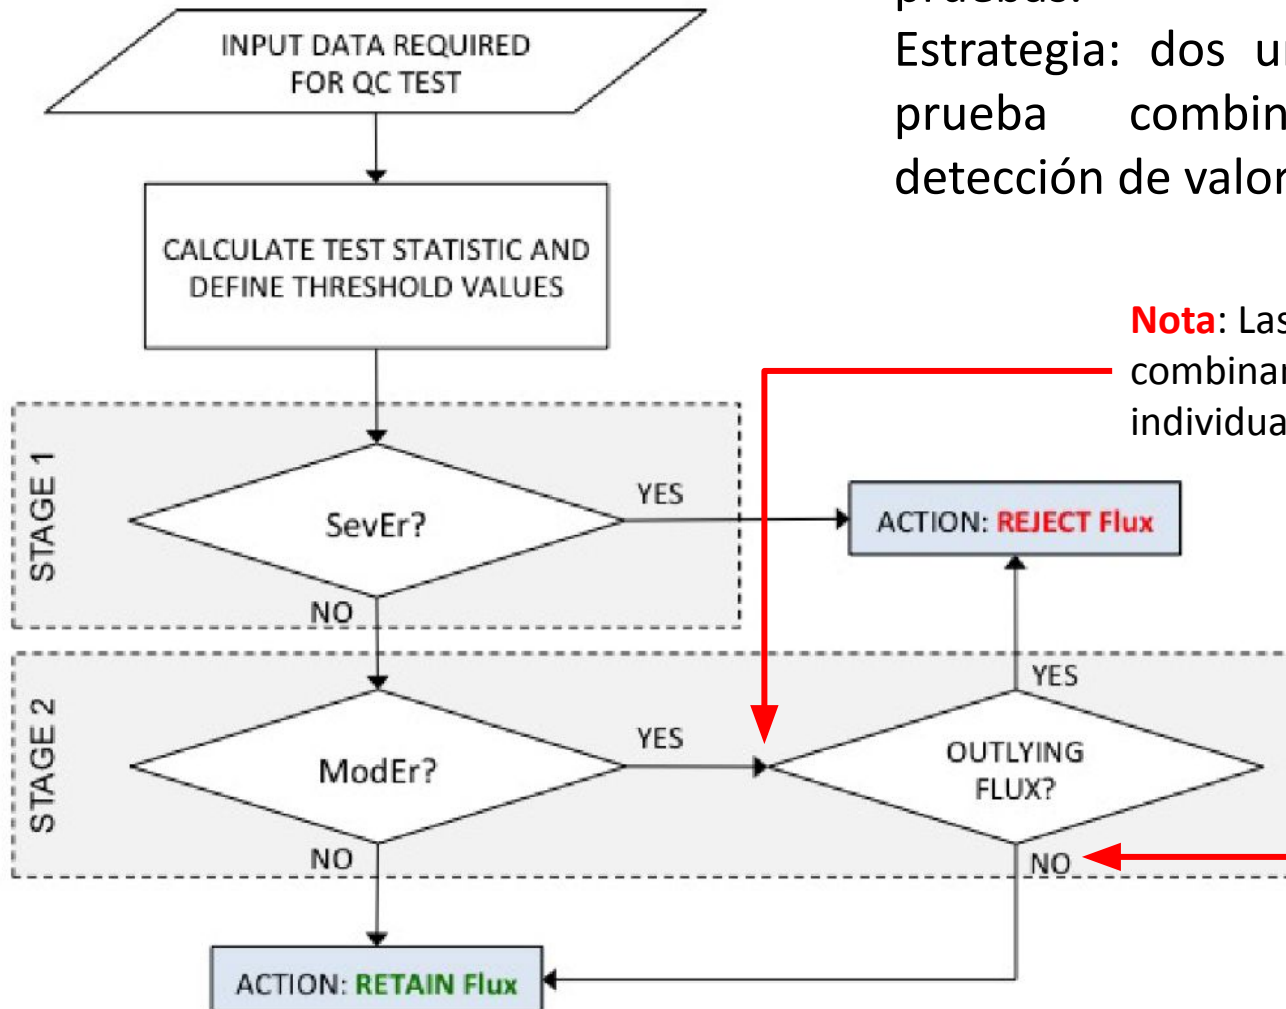 INPUT DATA REQUIRED
FOR QC TEST
CALCULATE TEST STATISTIC AND
DEFINE THRESHOLD VALUES
STAGE 1
SevEr?
YES
NO
ACTION: REJECT Flux
STAGE 2
ModEr?
YES
NO
OUTLYING
FLUX?
YES
NO
ACTION: RETAIN Flux
pruebas.
Estrategia: dos
prueba
detección de
Nota: Las